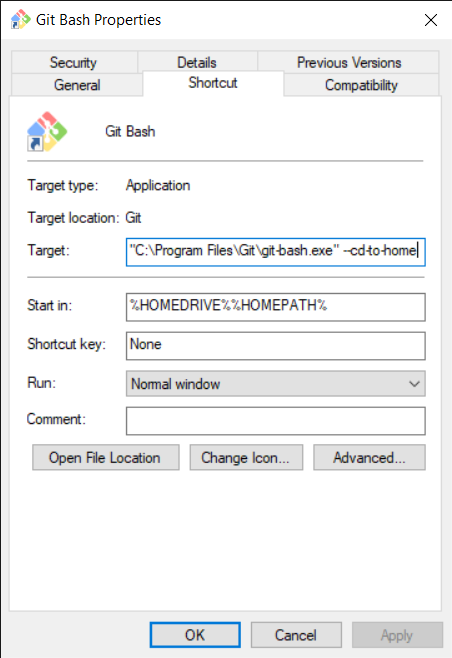 Git Bash Properties
Security Details Previous Versions
General Shortcut Compatibility
Git Bash
Target type: Application
Target location: Git
Target: "C:\Program Files\Git\git-bash.exe" --cd-to-home
Start in: %HOMEDRIVE%%HOMEPATH%
Shortcut key: None
Run: Normal window
Comment:
Open File Location Change Icon... Advanced...
OK Cancel Apply